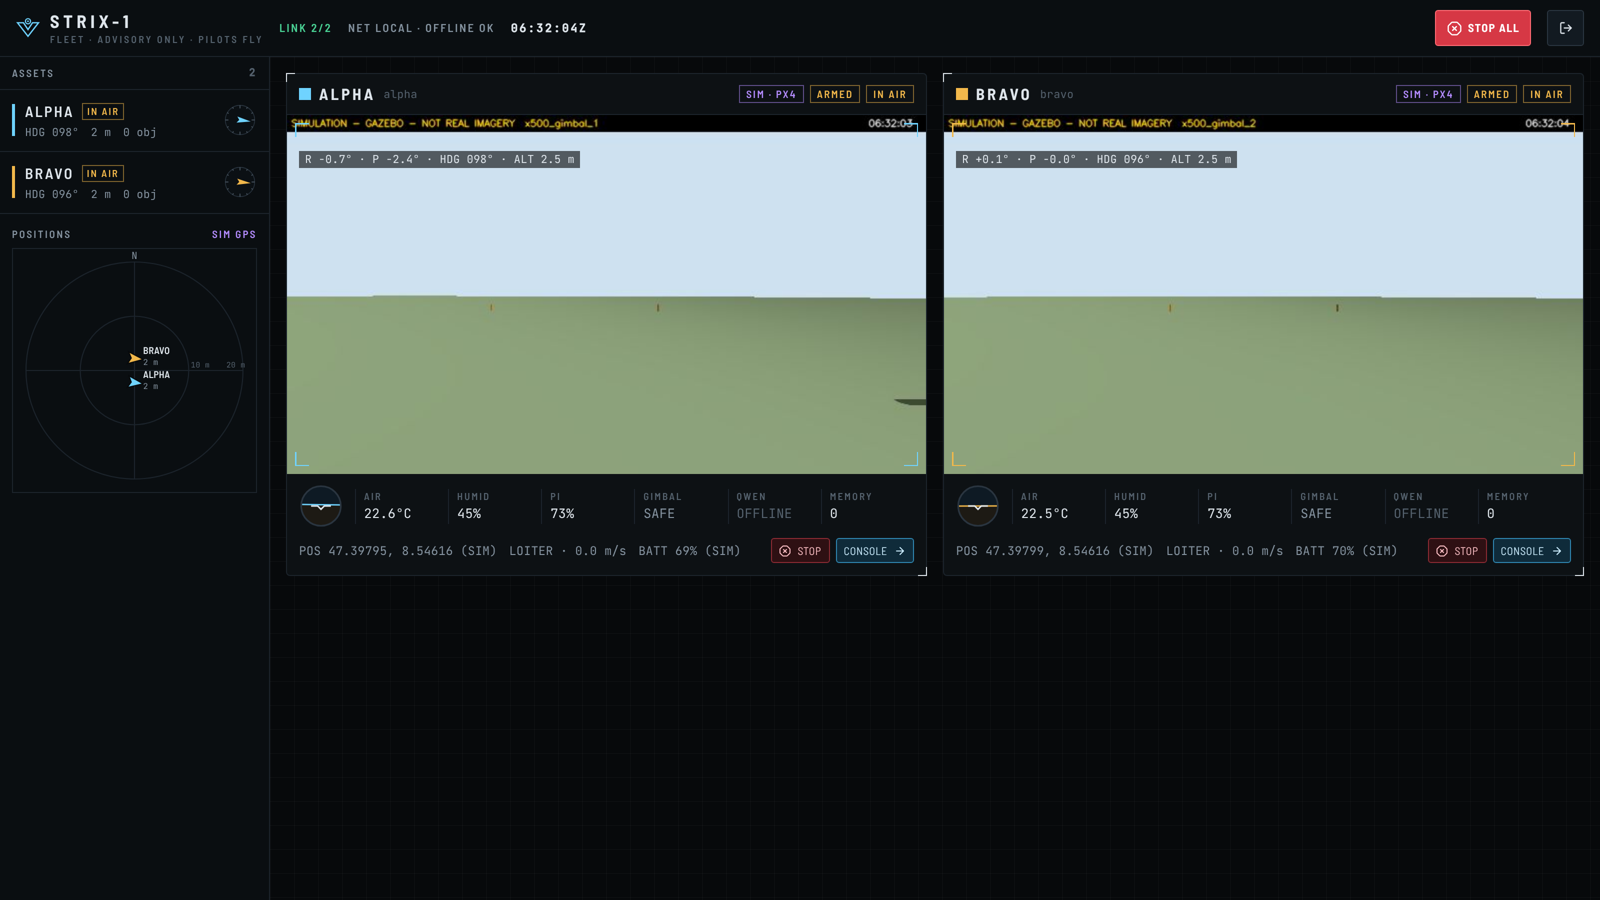 STRIX-1
FLEET · ADVISORY ONLY · PILOTS FLY
LINK 2/2 NET LOCAL · OFFLINE OK 06:32:04Z
STOP ALL
ASSETS 2
ALPHA IN AIR
HDG 098° 2 m 0 obj
BRAVO IN AIR
HDG 096° 2 m 0 obj
POSITIONS SIM GPS
N
BRAVO
2 m
10 m 20 m
ALPHA
2 m
ALPHA alpha SIM · PX4 ARMED IN AIR
SIMULATION – GAZEBO – NOT REAL IMAGERY x500_gimbal_1 06:32:03
R -0.7° · P -2.4° · HDG 098° · ALT 2.5 m
AIR HUMID PI GIMBAL QWEN MEMORY
22.6°C 45% 73% SAFE OFFLINE 0
POS 47.39795, 8.54616 (SIM) LOITER · 0.0 m/s BATT 69% (SIM) STOP CONSOLE →
BRAVO bravo SIM · PX4 ARMED IN AIR
SIMULATION – GAZEBO – NOT REAL IMAGERY x500_gimbal_2 06:32:04
R +0.1° · P -0.0° · HDG 096° · ALT 2.5 m
AIR HUMID PI GIMBAL QWEN MEMORY
22.5°C 45% 73% SAFE OFFLINE 0
POS 47.39799, 8.54616 (SIM) LOITER · 0.0 m/s BATT 70% (SIM) STOP CONSOLE →